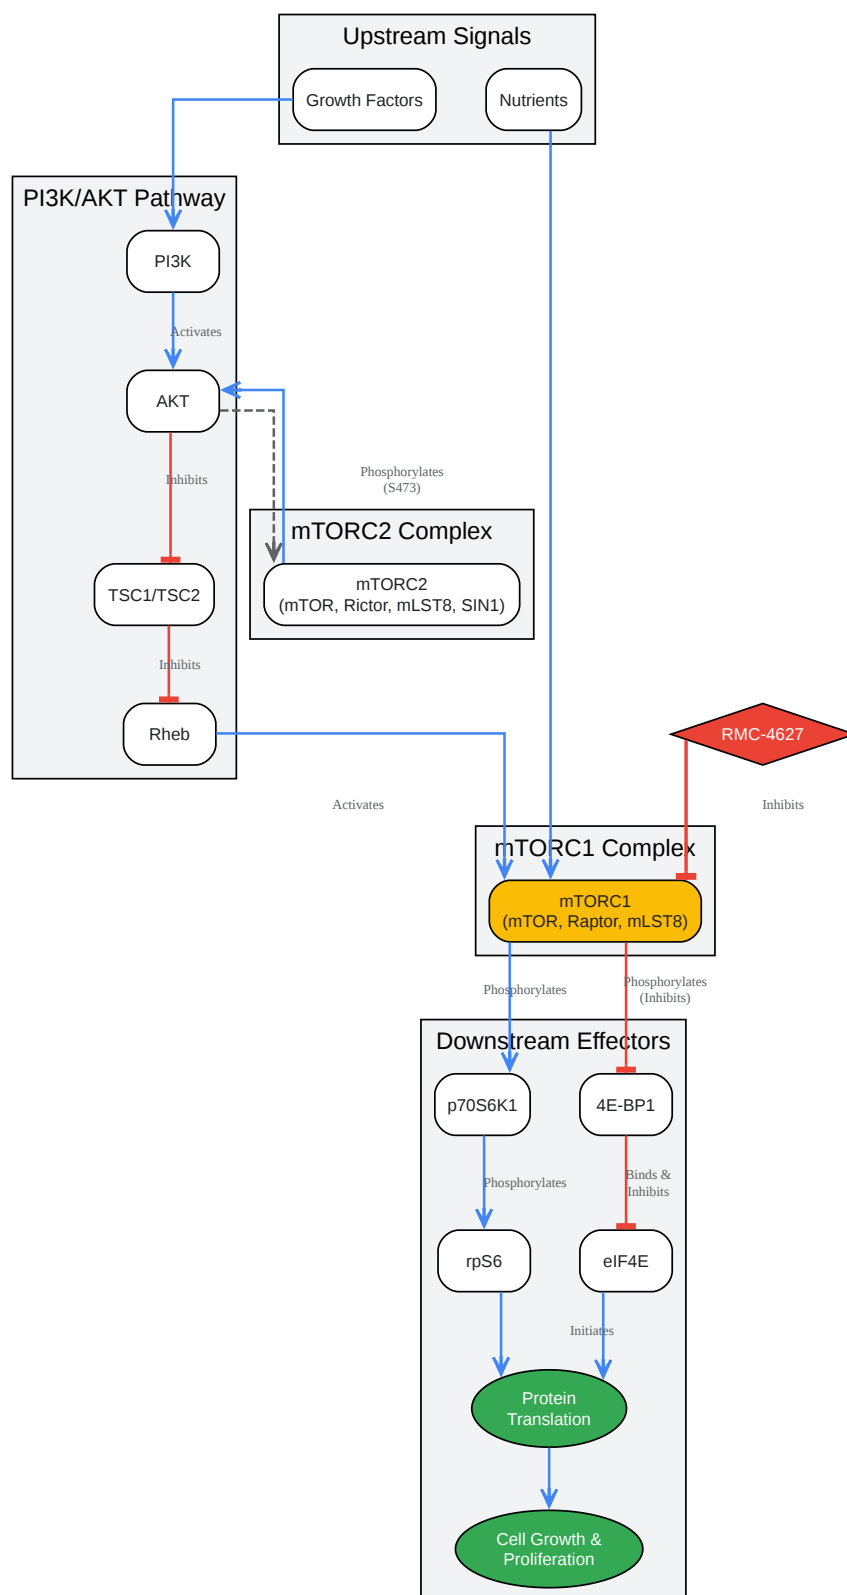 Upstream Signals
Growth Factors
Nutrients
PI3K/AKT Pathway
PI3K
Activates
AKT
Inhibits
Phosphorylates
(S473)
mTORC2 Complex
mTORC2
(mTOR, Rictor, mLST8, SIN1)
TSC1/TSC2
Inhibits
Rheb
RMC-4627
Activates
Inhibits
mTORC1 Complex
mTORC1
(mTOR, Raptor, mLST8)
Phosphorylates
Phosphorylates
(Inhibits)
Downstream Effectors
p70S6K1
4E-BP1
Phosphorylates
Binds &
Inhibits
rpS6
eIF4E
Initiates
Protein
Translation
Cell Growth &
Proliferation